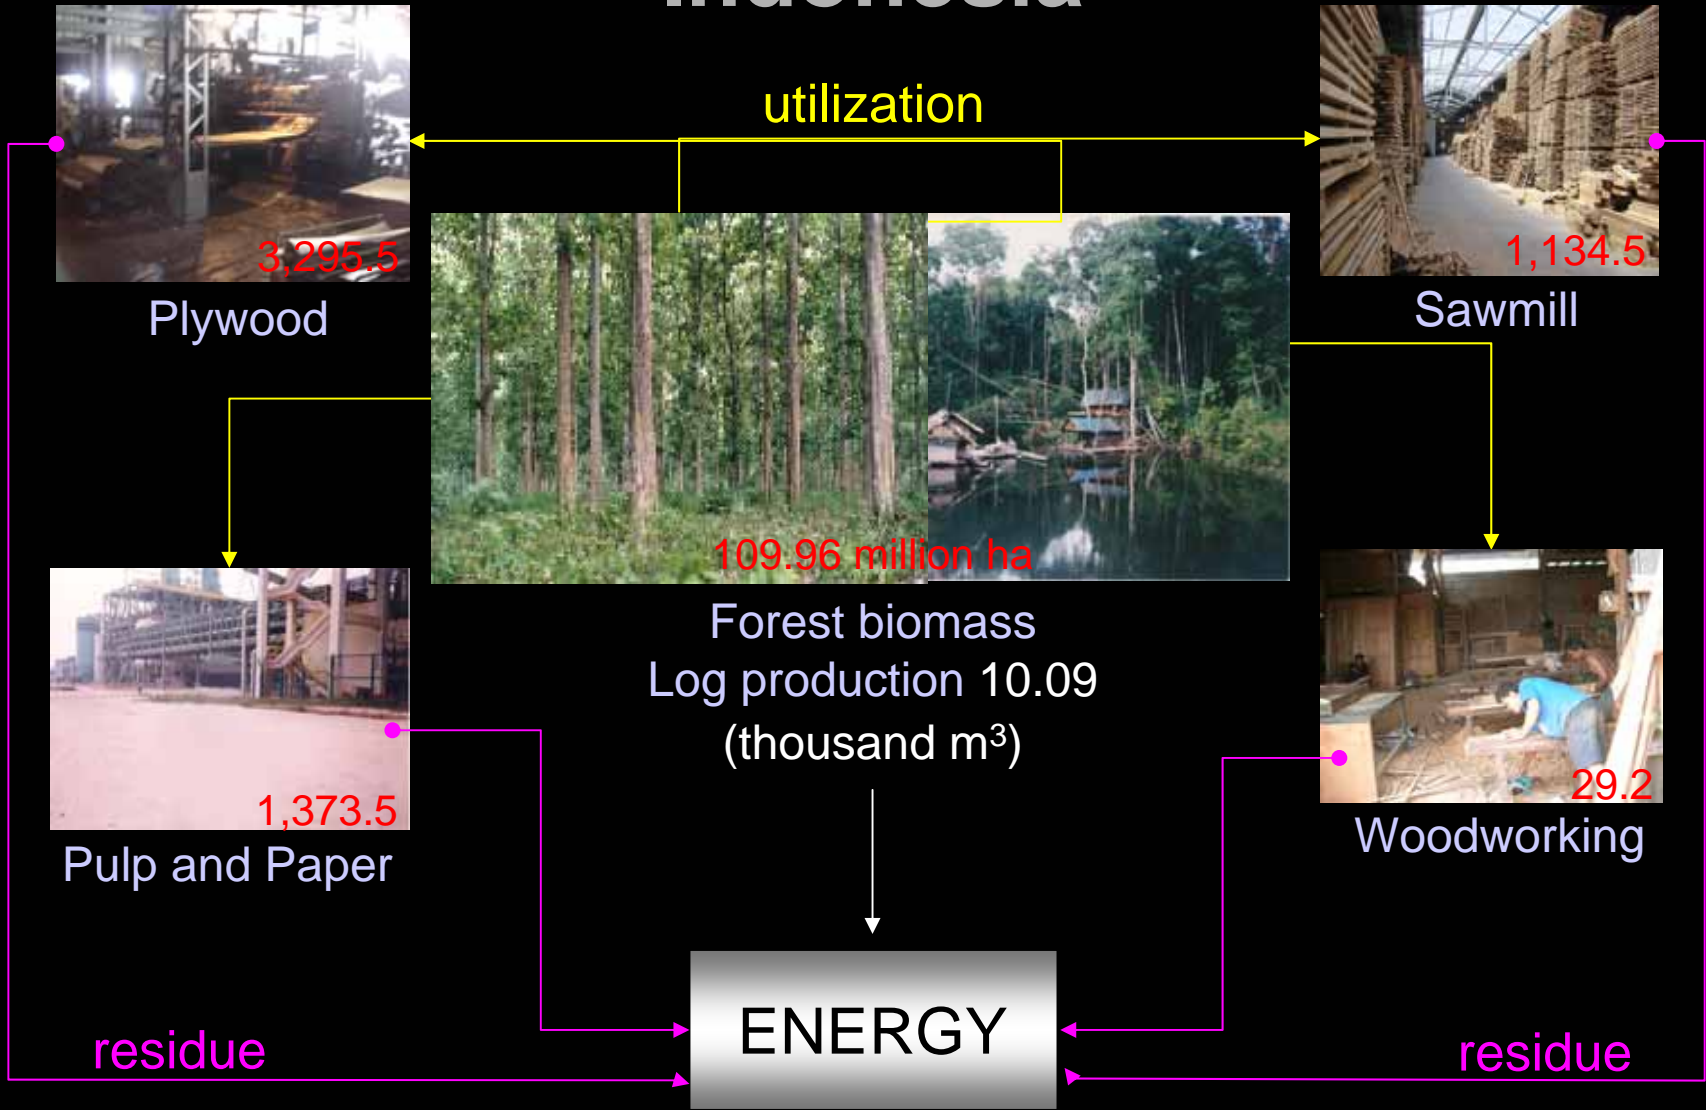 Indonesia
utilization
3,295.5
Plywood
1,134.5
Sawmill
109.96 million ha
Forest biomass
Log production 10.09
(thousand m³)
1,373.5
Pulp and Paper
29.2
Woodworking
ENERGY
residue
residue